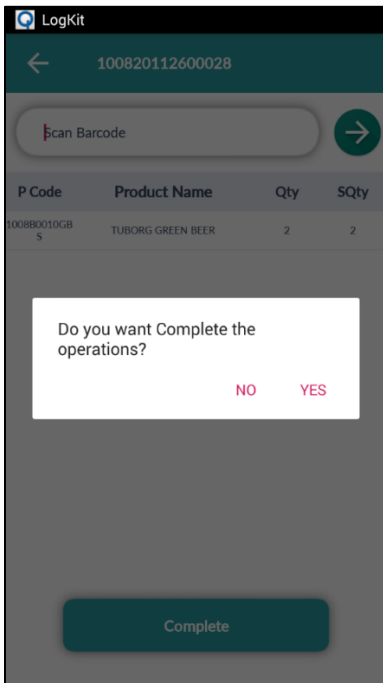 LogKit
100820112600028
Scan Barcode
P Code Product Name Qty SQty
1008B0010GB
S TUBORG GREEN BEER 2 2
Do you want Complete the
operations?
NO YES
Complete